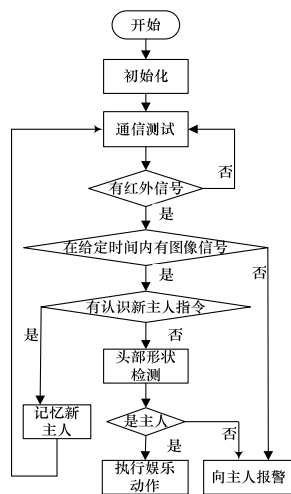 开始
初始化
通信测试
否
有红外信号
是
在给定时间内有图像信号
是
否
有认识新主人指令
是
否
头部形状
检测
记忆新
主人
是主人
否
是
执行娱乐
动作
向主人报警